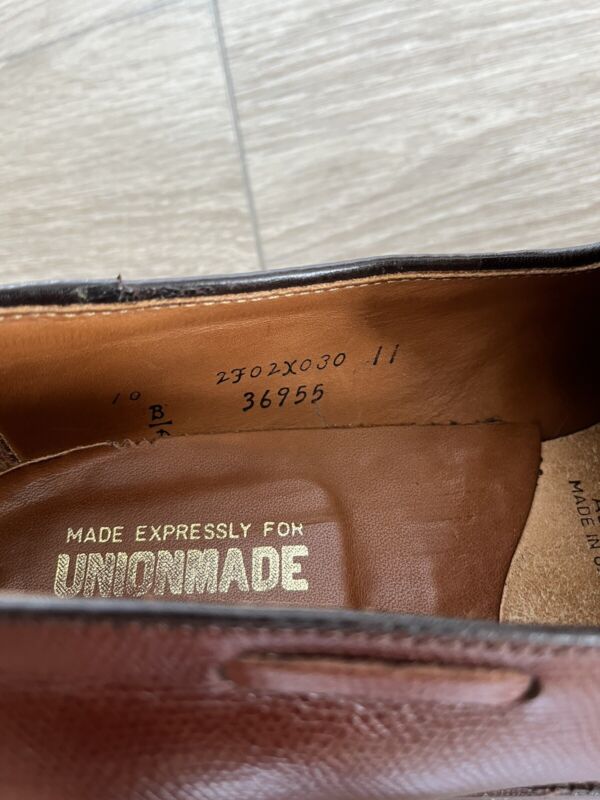 10 2F02X030 11
B/ 36955
MADE EXPRESSLY FOR
UNIONMADE
MADE IN